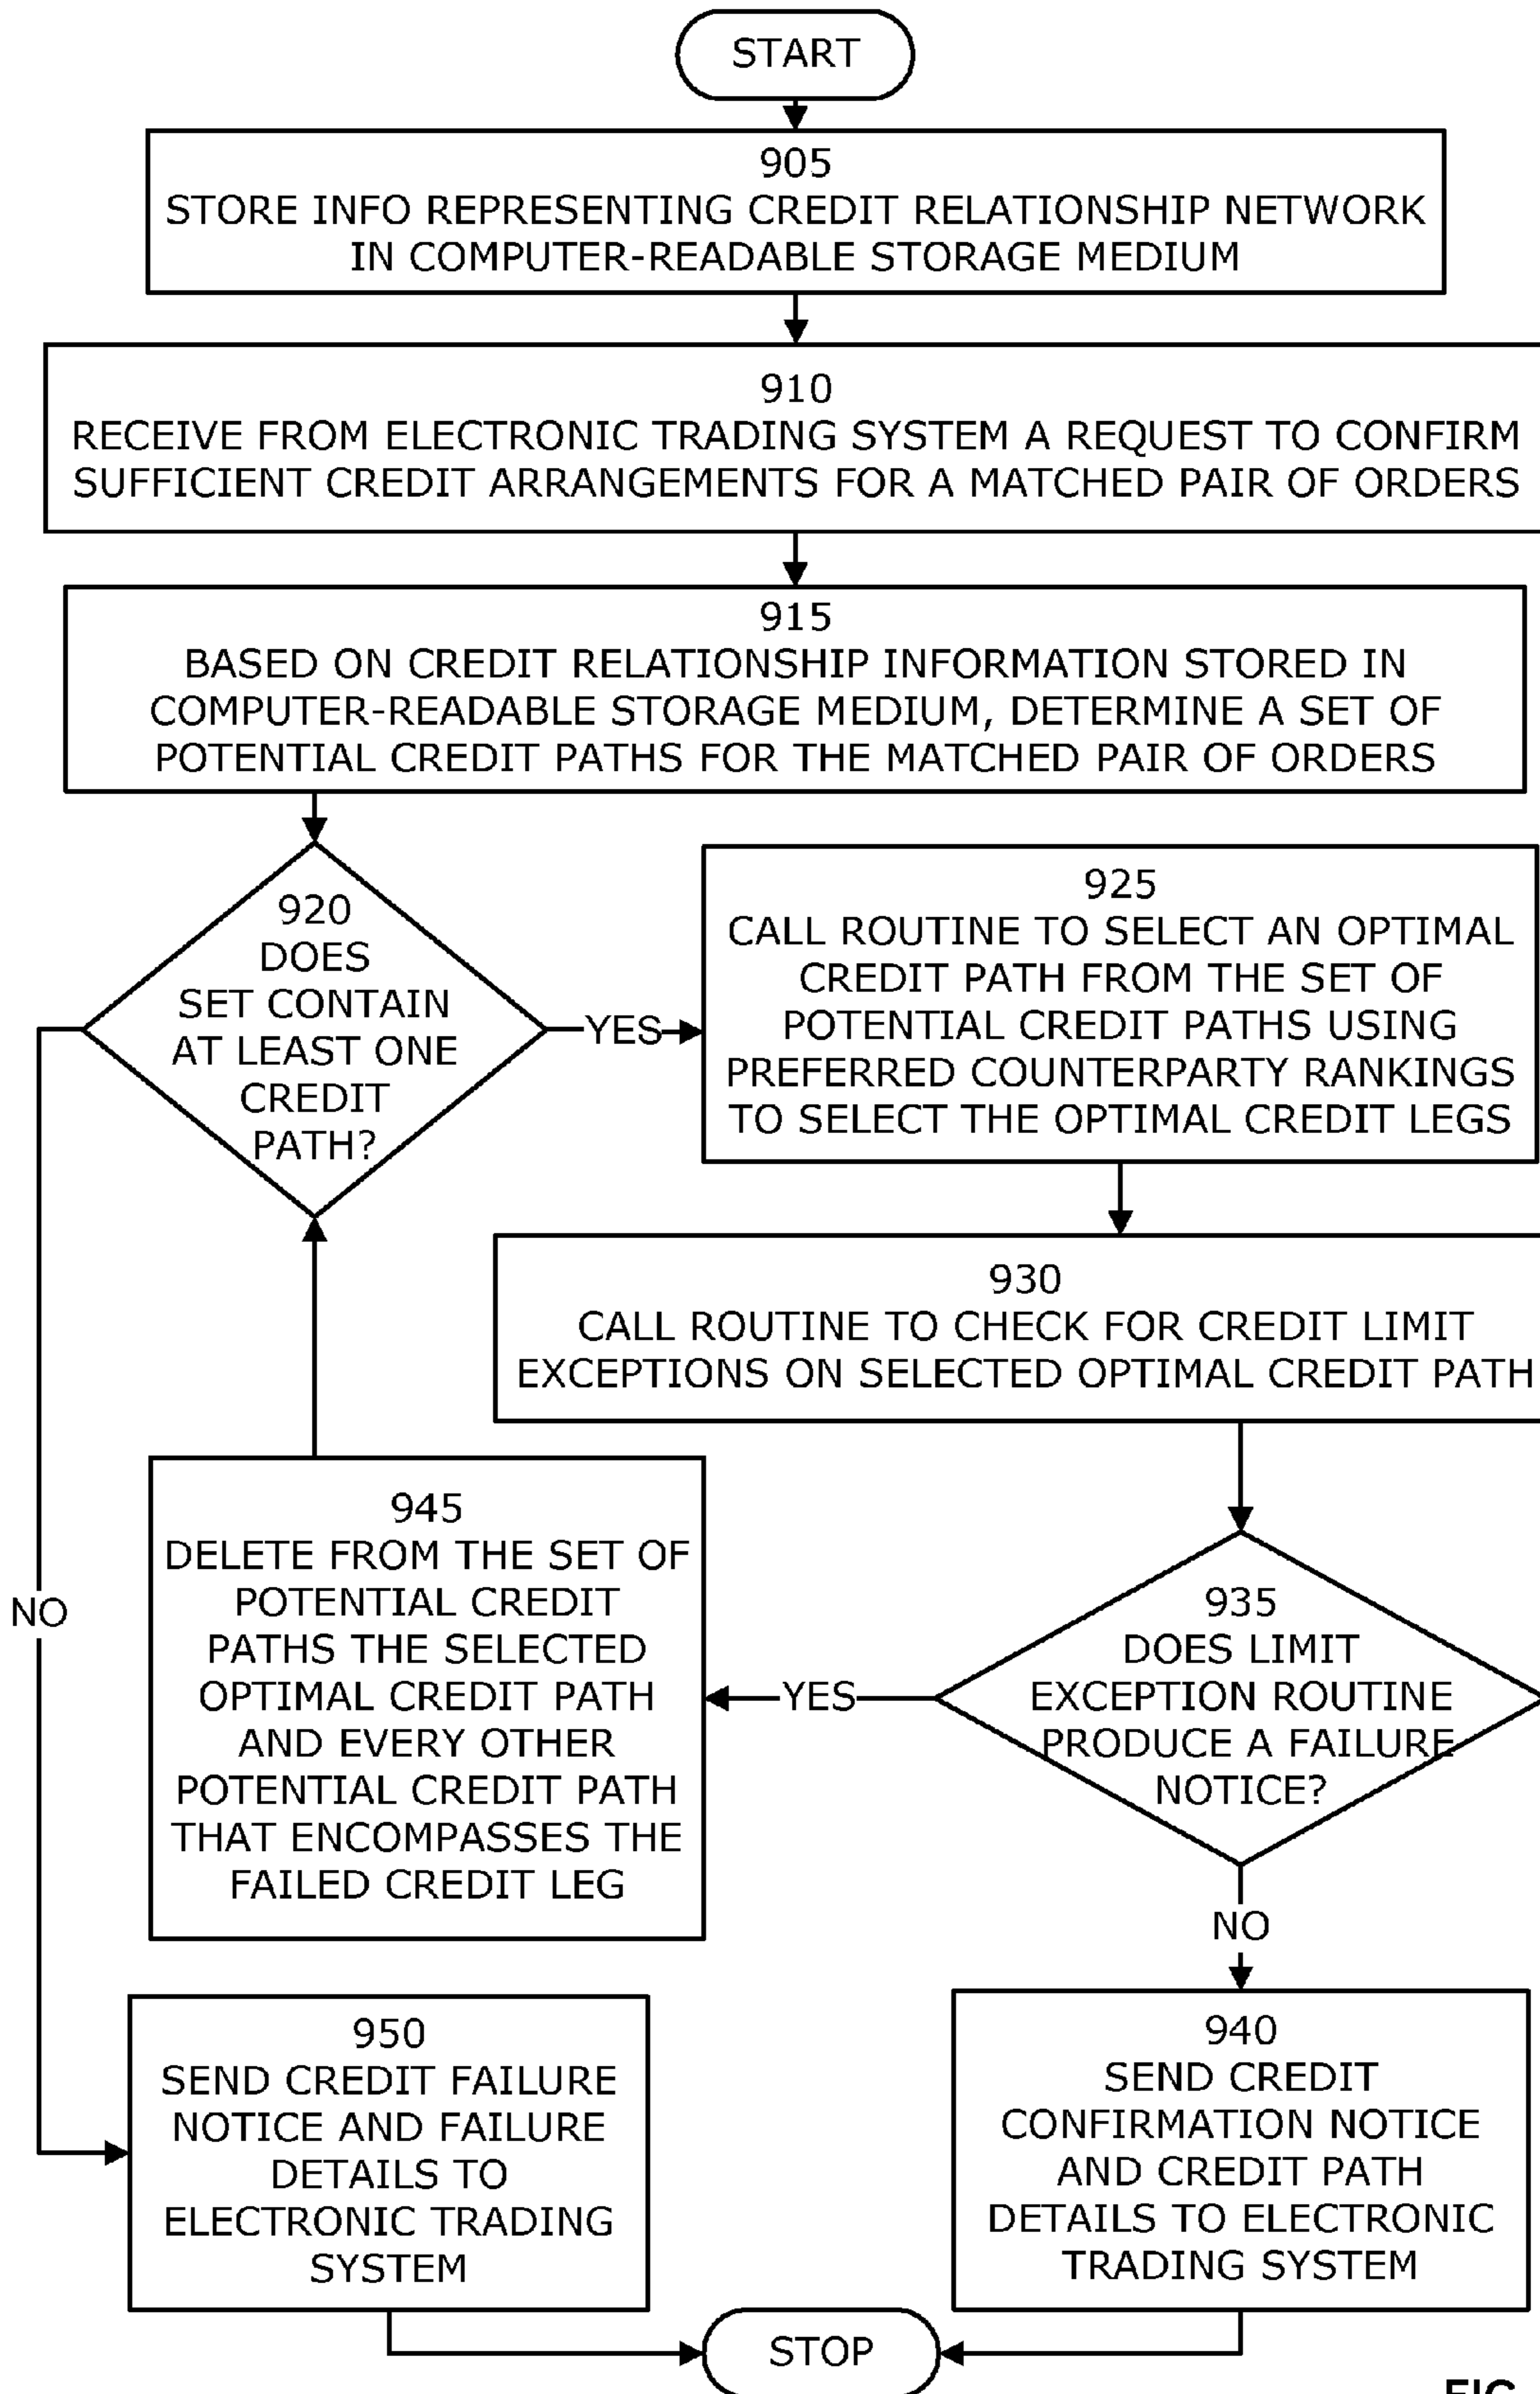 START
905
STORE INFO REPRESENTING CREDIT RELATIONSHIP NETWORK
IN COMPUTER-READABLE STORAGE MEDIUM
910
RECEIVE FROM ELECTRONIC TRADING SYSTEM A REQUEST TO CONFIRM
SUFFICIENT CREDIT ARRANGEMENTS FOR A MATCHED PAIR OF ORDERS
915
BASED ON CREDIT RELATIONSHIP INFORMATION STORED IN
COMPUTER-READABLE STORAGE MEDIUM, DETERMINE A SET OF
POTENTIAL CREDIT PATHS FOR THE MATCHED PAIR OF ORDERS
920
DOES
SET CONTAIN
AT LEAST ONE
CREDIT
PATH?
YES
925
CALL ROUTINE TO SELECT AN OPTIMAL
CREDIT PATH FROM THE SET OF
POTENTIAL CREDIT PATHS USING
PREFERRED COUNTERPARTY RANKINGS
TO SELECT THE OPTIMAL CREDIT LEGS
930
CALL ROUTINE TO CHECK FOR CREDIT LIMIT
EXCEPTIONS ON SELECTED OPTIMAL CREDIT PATH
935
DOES LIMIT
EXCEPTION ROUTINE
PRODUCE A FAILURE
NOTICE?
YES
945
DELETE FROM THE SET OF
POTENTIAL CREDIT
PATHS THE SELECTED
OPTIMAL CREDIT PATH
AND EVERY OTHER
POTENTIAL CREDIT PATH
THAT ENCOMPASSES THE
FAILED CREDIT LEG
NO
NO
950
SEND CREDIT FAILURE
NOTICE AND FAILURE
DETAILS TO
ELECTRONIC TRADING
SYSTEM
940
SEND CREDIT
CONFIRMATION NOTICE
AND CREDIT PATH
DETAILS TO ELECTRONIC
TRADING SYSTEM
STOP